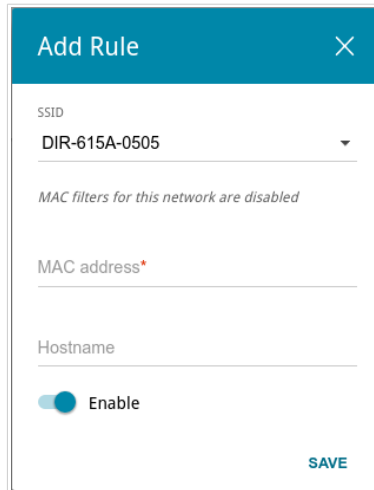 Add Rule
SSID
DIR-615A-0505
MAC filters for this network are disabled
MAC address*
Hostname
Enable
SAVE